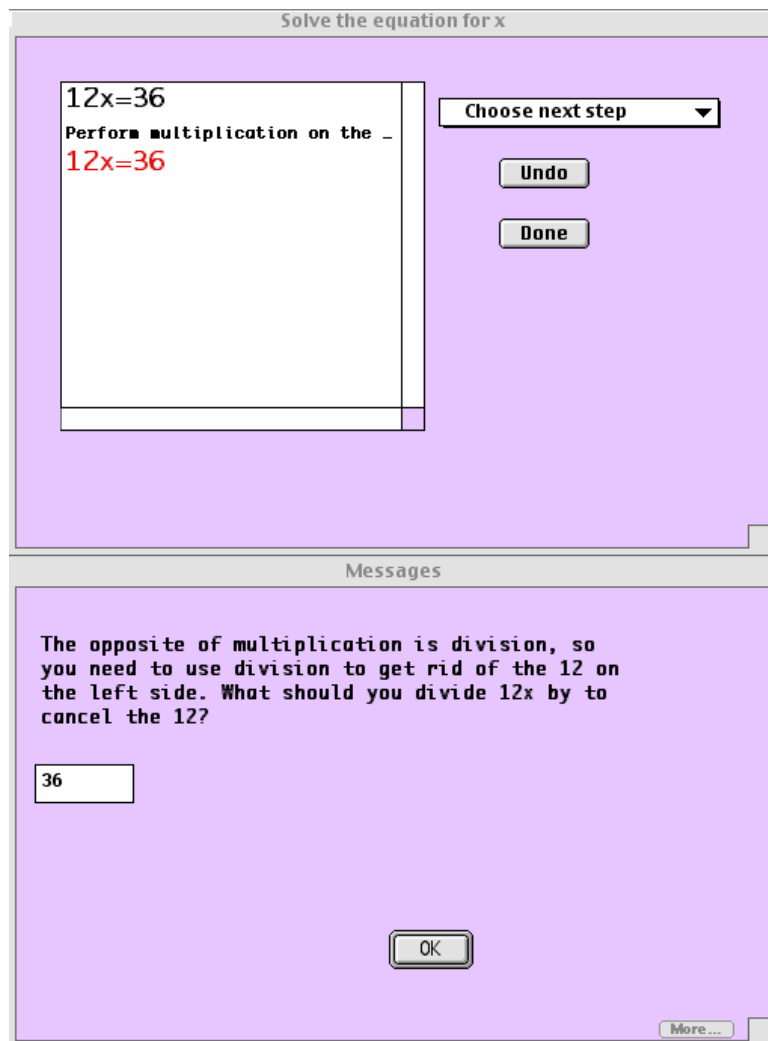 Solve the equation for x
12x=36
Choose next step
Perform multiplication on the _
12x=36
Undo
Done
Messages
The opposite of multiplication is division, so
you need to use division to get rid of the 12 on
the left side. What should you divide 12x by to
cancel the 12?
36
OK
More...